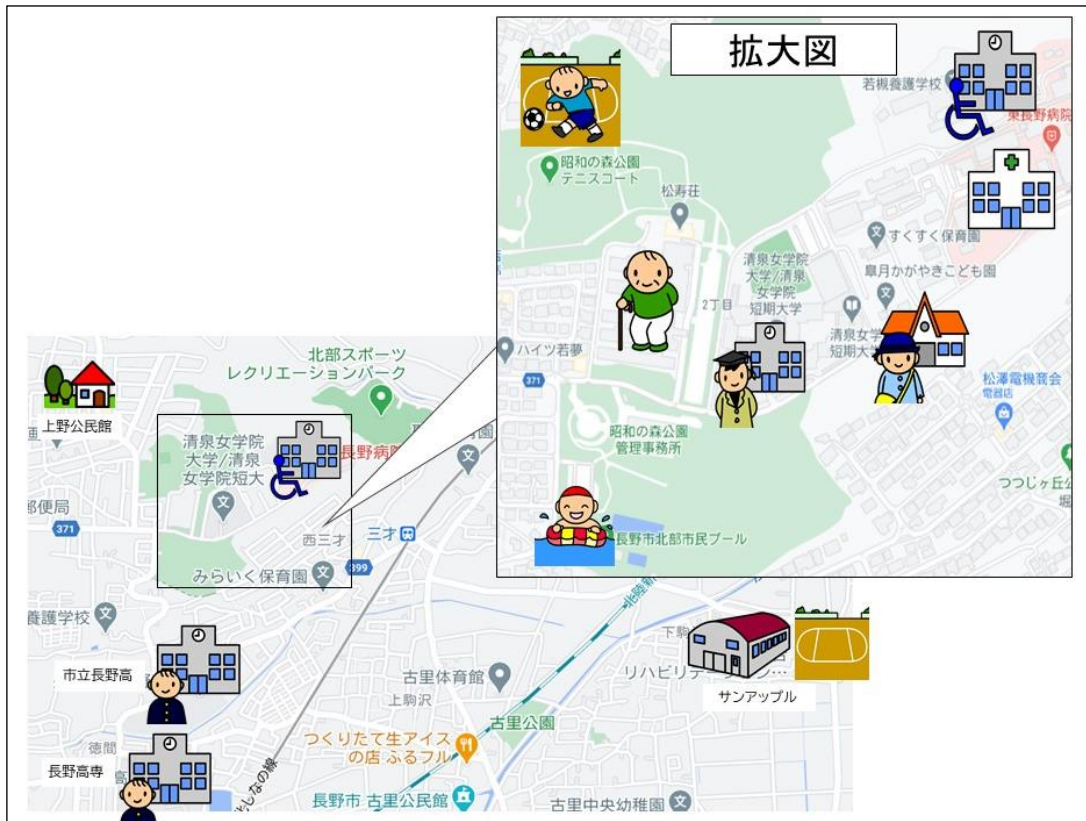 拡大図
若槻養護学校
東長野病院
昭和の森公園
テニスコート
松寿荘
すくすく保育園
清泉女学院
大学/清泉
女学院
短期大学
皐月かがやきこども園
2丁目
清泉女学
短期大学
ハイツ若夢
371
松澤電機商会
電器店
昭和の森公園
管理事務所
つつじヶ丘公
堀
長野市北部市民プール
北部スポーツ
レクリエーションパーク
上野公民館
清泉女学院
大学/清泉
女学院短大
長野病院
育園
郵便局
371
西三才
三才
399
みらいく保育園
養護学校
北陸新
市立長野高
古里体育館
上駒沢
下駒
リハビリテーション…
サンアップル
古里公園
徳間
つくりたて生アイス
の店 ふるフル
長野高専
しなの線
長野市 古里公民館
古里中央幼稚園